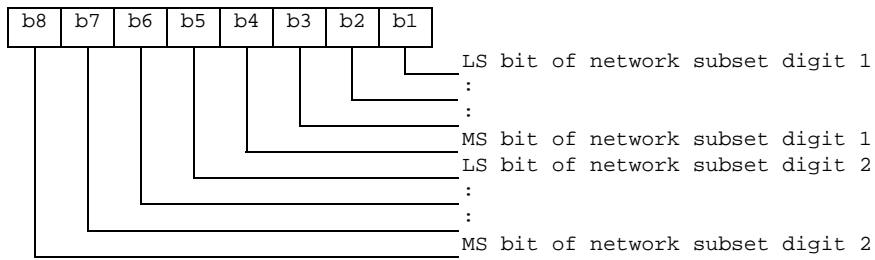 b8 b7 b6 b5 b4 b3 b2 b1
LS bit of network subset digit 1
:
:
MS bit of network subset digit 1
LS bit of network subset digit 2
:
:
MS bit of network subset digit 2